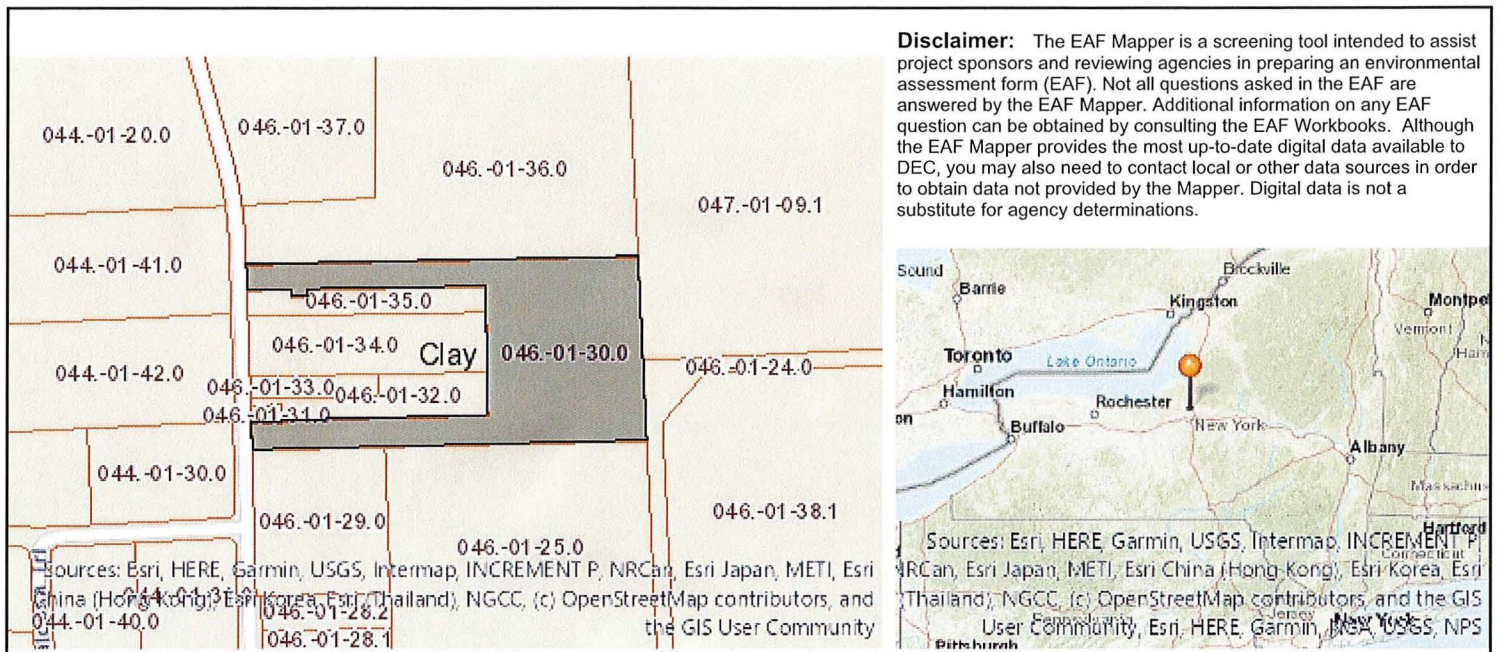 Disclaimer: The EAF Mapper is a screening tool intended to assist
project sponsors and reviewing agencies in preparing an environmental
assessment form (EAF). Not all questions asked in the EAF are
answered by the EAF Mapper. Additional information on any EAF
question can be obtained by consulting the EAF Workbooks. Although
the EAF Mapper provides the most up-to-date digital data available to
DEC, you may also need to contact local or other data sources in order
to obtain data not provided by the Mapper. Digital data is not a
substitute for agency determinations.
044.-01-20.0
046.-01-37.0
046.-01-36.0
047.-01-09.1
044.-01-41.0
046.-01-35.0
046.-01-34.0
Clay
046.-01-30.0
044.-01-42.0
046.-01-33.0
046.-01-32.0
046.-01-24.0
046.-01-31.0
044.-01-30.0
046.-01-29.0
046.-01-38.1
046.-01-25.0
Sources: Esri, HERE, Garmin, USGS, Intermap, INCREMENT P, NRCan, Esri Japan, METI, Esri
China (Hong Kong), Esri Korea, Esri (Thailand), NGCC, (c) OpenStreetMap contributors, and
the GIS User Community
044.-01-40.0
046.-01-28.2
046.-01-28.1
Sound
Barrie
Brockville
Kingston
Montpe
Vermont
Ham
Toronto
Lake Ontario
Hamilton
Rochester
on
Buffalo
New York
Albany
Massachus
Hartford
Connecticut
Sources: Esri, HERE, Garmin, USGS, Intermap, INCREMENT P,
NRCan, Esri Japan, METI, Esri China (Hong Kong), Esri Korea, Esri
(Thailand), NGCC, (c) OpenStreetMap contributors, and the GIS
User Community, Esri, HERE, Garmin, NGA, USGS, NPS
Pennsylvania
Jersey
New York
Pittsburgh